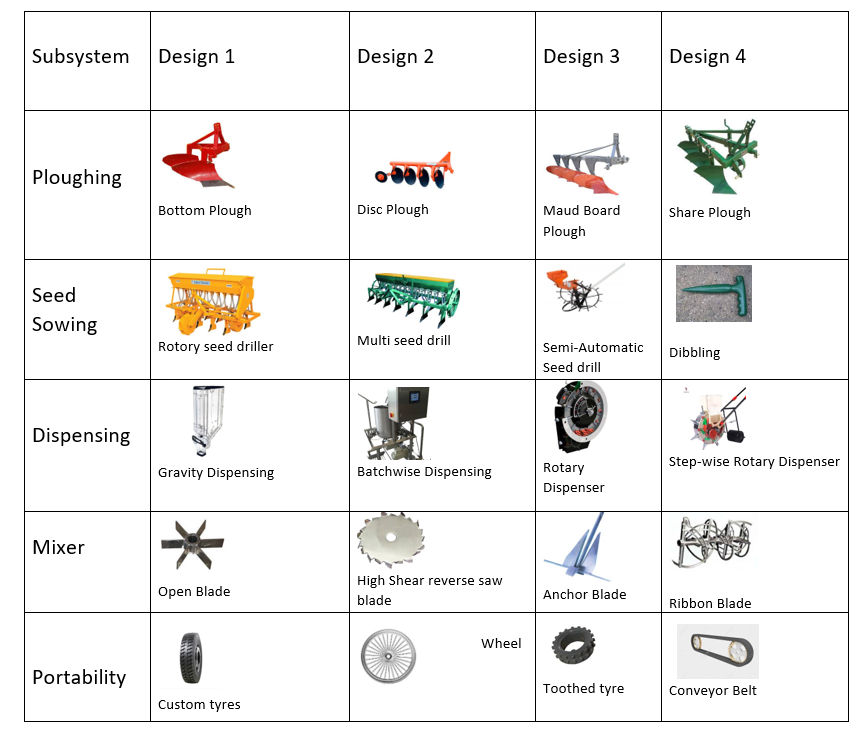 Subsystem
Design 1
Design 2
Design 3
Design 4
Ploughing
Bottom Plough
Disc Plough
Maud Board
Plough
Share Plough
Seed
Sowing
Rotory seed driller
Multi seed drill
Semi-Automatic
Seed drill
Dibbling
Dispensing
Gravity Dispensing
Batchwise Dispensing
Rotary
Dispenser
Step-wise Rotary Dispenser
Mixer
Open Blade
High Shear reverse saw
blade
Anchor Blade
Ribbon Blade
Portability
Custom tyres
Wheel
Toothed tyre
Conveyor Belt